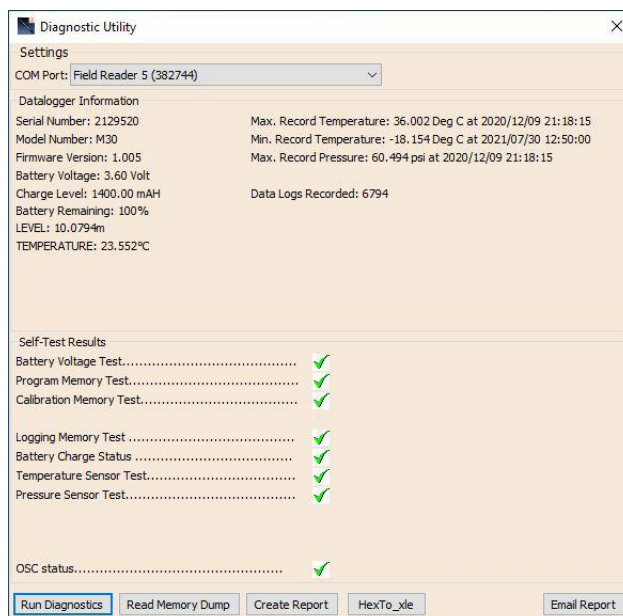 Diagnostic Utility
Settings
COM Port: Field Reader 5 (382744)
Datalogger Information
Serial Number: 2129520
Max. Record Temperature: 36.002 Deg C at 2020/12/09 21:18:15
Model Number: M30
Min. Record Temperature: -18.154 Deg C at 2021/07/30 12:50:00
Firmware Version: 1.005
Max. Record Pressure: 60.494 psi at 2020/12/09 21:18:15
Battery Voltage: 3.60 Volt
Charge Level: 1400.00 mAH
Data Logs Recorded: 6794
Battery Remaining: 100%
LEVEL: 10.0794m
TEMPERATURE: 23.552°C
Self-Test Results
Battery Voltage Test............................................
Program Memory Test...........................................
Calibration Memory Test........................................
Logging Memory Test ..........................................
Battery Charge Status ........................................
Temperature Sensor Test......................................
Pressure Sensor Test..........................................
OSC status.....................................................
Run Diagnostics Read Memory Dump Create Report HexTo_xle Email Report